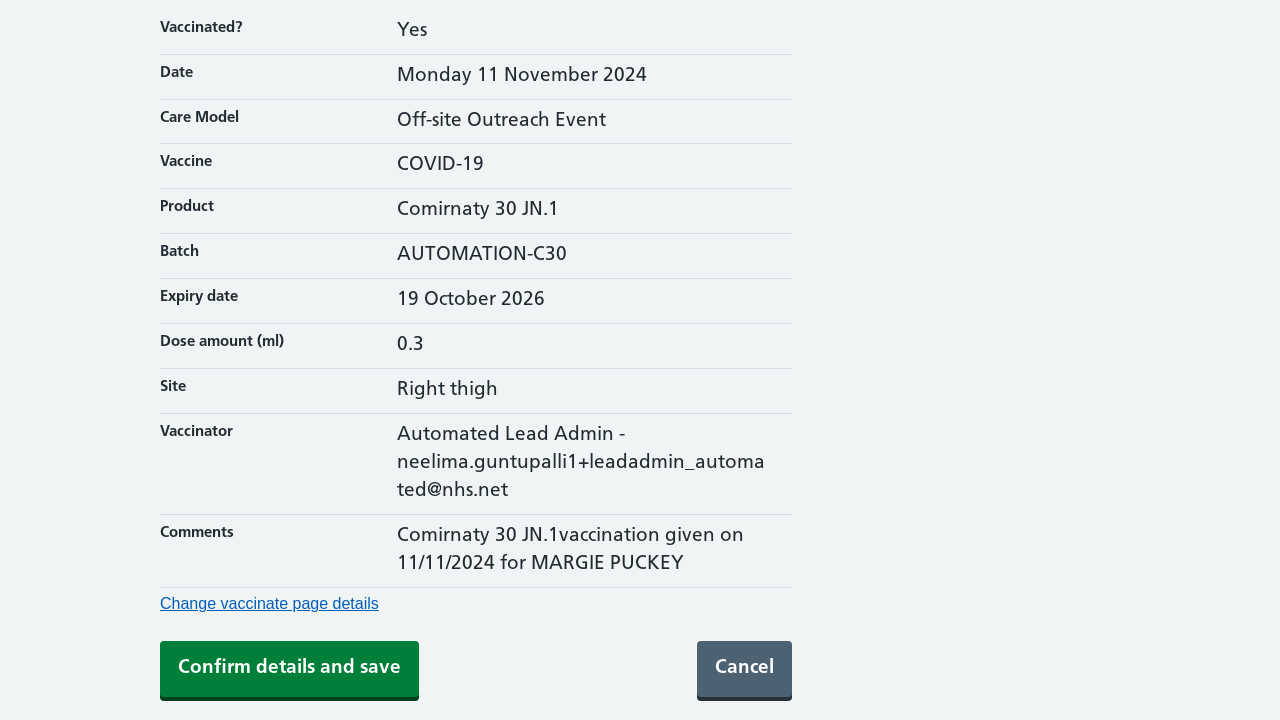 Vaccinated? Yes
Date Monday 11 November 2024
Care Model Off-site Outreach Event
Vaccine COVID-19
Product Comirnaty 30 JN.1
Batch AUTOMATION-C30
Expiry date 19 October 2026
Dose amount (ml) 0.3
Site Right thigh
Vaccinator Automated Lead Admin -
neelima.guntupalli1+leadadmin_automa
ted@nhs.net
Comments Comirnaty 30 JN.1vaccination given on
11/11/2024 for MARGIE PUCKEY
Change vaccinate page details
Confirm details and save Cancel